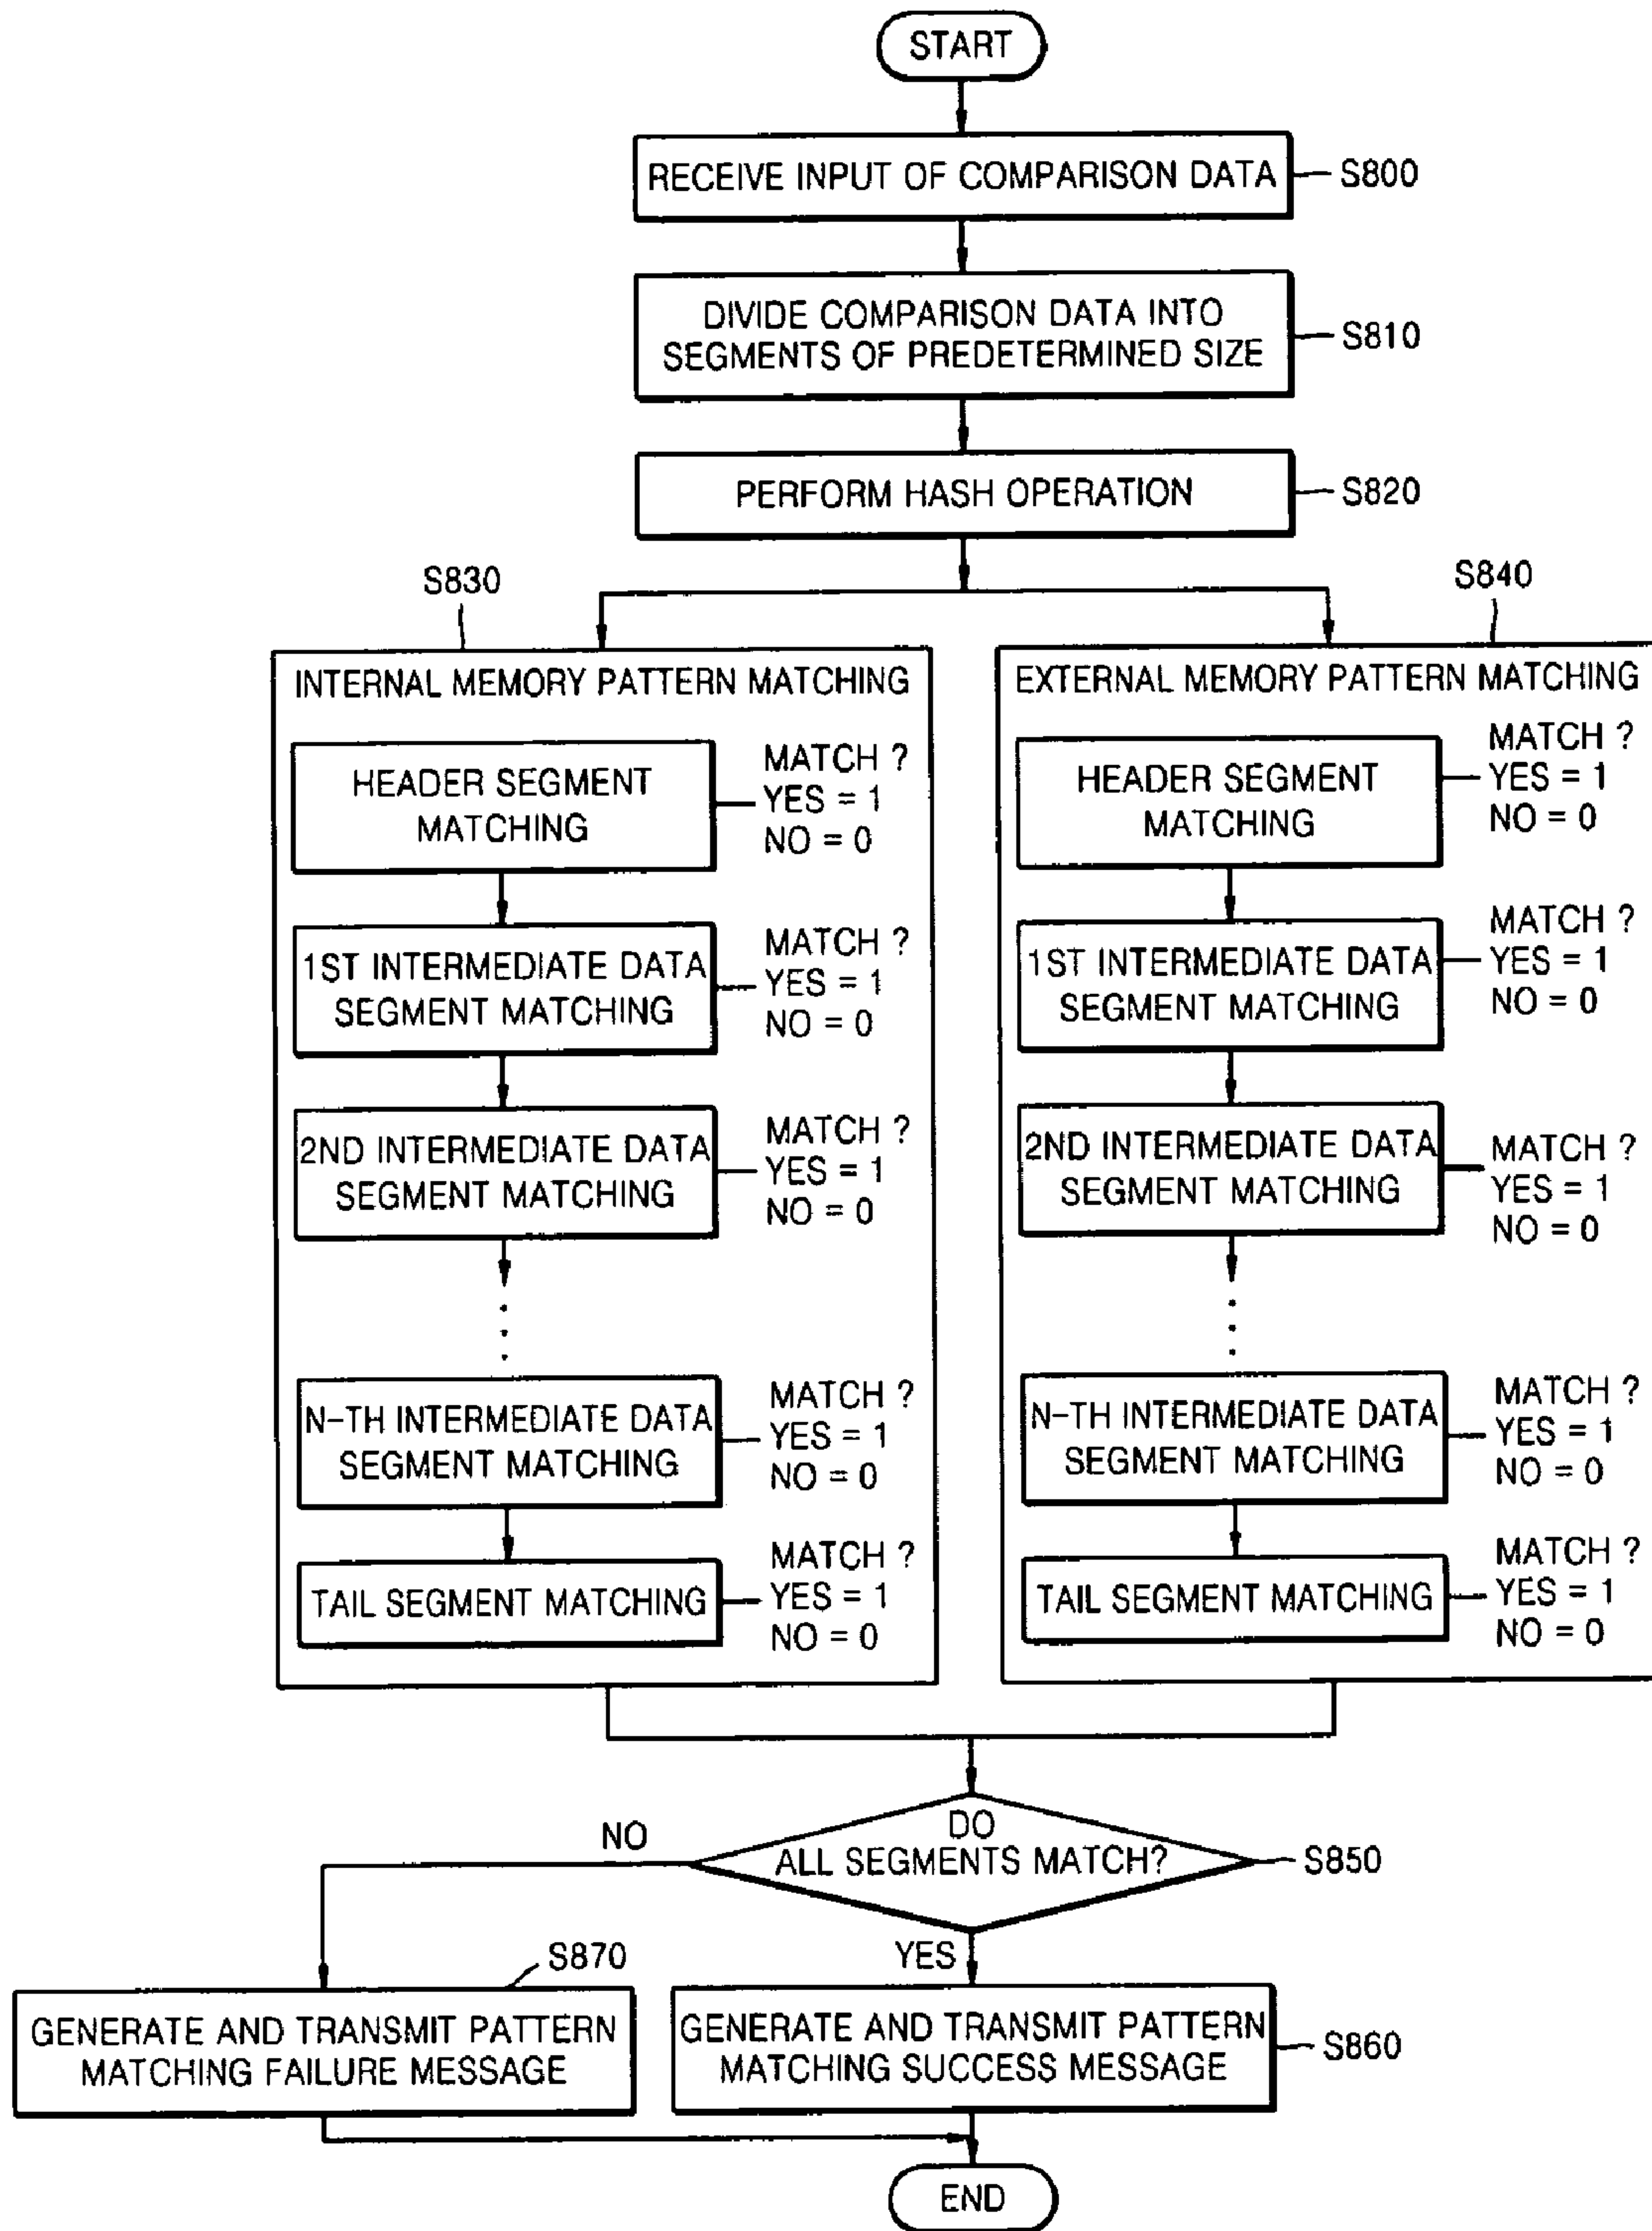 START
RECEIVE INPUT OF COMPARISON DATA
S800
DIVIDE COMPARISON DATA INTO
SEGMENTS OF PREDETERMINED SIZE
S810
PERFORM HASH OPERATION
S820
S830
INTERNAL MEMORY PATTERN MATCHING
HEADER SEGMENT
MATCHING
MATCH ?
YES = 1
NO = 0
1ST INTERMEDIATE DATA
SEGMENT MATCHING
MATCH ?
YES = 1
NO = 0
2ND INTERMEDIATE DATA
SEGMENT MATCHING
MATCH ?
YES = 1
NO = 0
N-TH INTERMEDIATE DATA
SEGMENT MATCHING
MATCH ?
YES = 1
NO = 0
TAIL SEGMENT MATCHING
MATCH ?
YES = 1
NO = 0
S840
EXTERNAL MEMORY PATTERN MATCHING
HEADER SEGMENT
MATCHING
MATCH ?
YES = 1
NO = 0
1ST INTERMEDIATE DATA
SEGMENT MATCHING
MATCH ?
YES = 1
NO = 0
2ND INTERMEDIATE DATA
SEGMENT MATCHING
MATCH ?
YES = 1
NO = 0
N-TH INTERMEDIATE DATA
SEGMENT MATCHING
MATCH ?
YES = 1
NO = 0
TAIL SEGMENT MATCHING
MATCH ?
YES = 1
NO = 0
DO
ALL SEGMENTS MATCH?
S850
NO
YES
S870
GENERATE AND TRANSMIT PATTERN
MATCHING FAILURE MESSAGE
GENERATE AND TRANSMIT PATTERN
MATCHING SUCCESS MESSAGE
S860
END